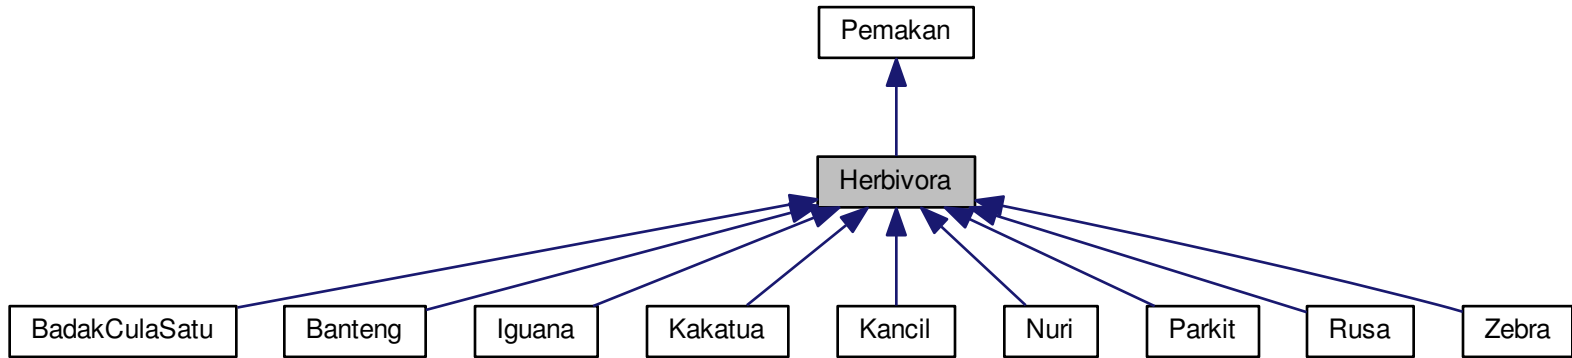 Pemakan
Herbivora
BadakCulaSatu
Banteng
Iguana
Kakatua
Kancil
Nuri
Parkit
Rusa
Zebra